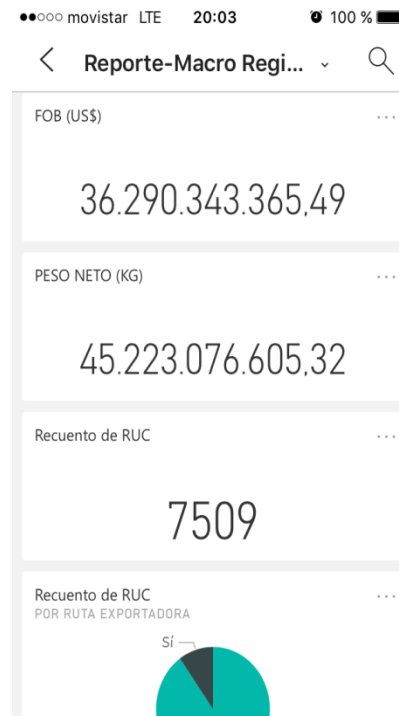 movistar LTE 20:03 100 %
Reporte-Macro Regi...
FOB (US$)
36.290.343.365,49
PESO NETO (KG)
45.223.076.605,32
Recuento de RUC
7509
Recuento de RUC
POR RUTA EXPORTADORA
Sí